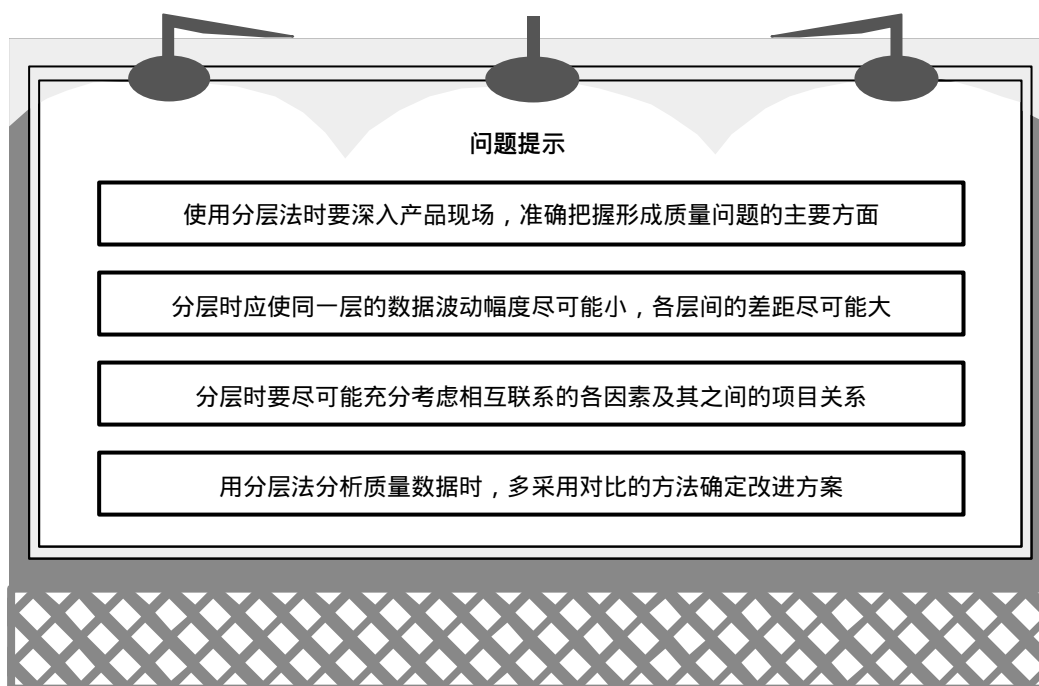 问题提示
使用分层法时要深入产品现场，准确把握形成质量问题的主要方面
分层时应使同一层的数据波动幅度尽可能小，各层间的差距尽可能大
分层时要尽可能充分考虑相互联系的各因素及其之间的项目关系
用分层法分析质量数据时，多采用对比的方法确定改进方案